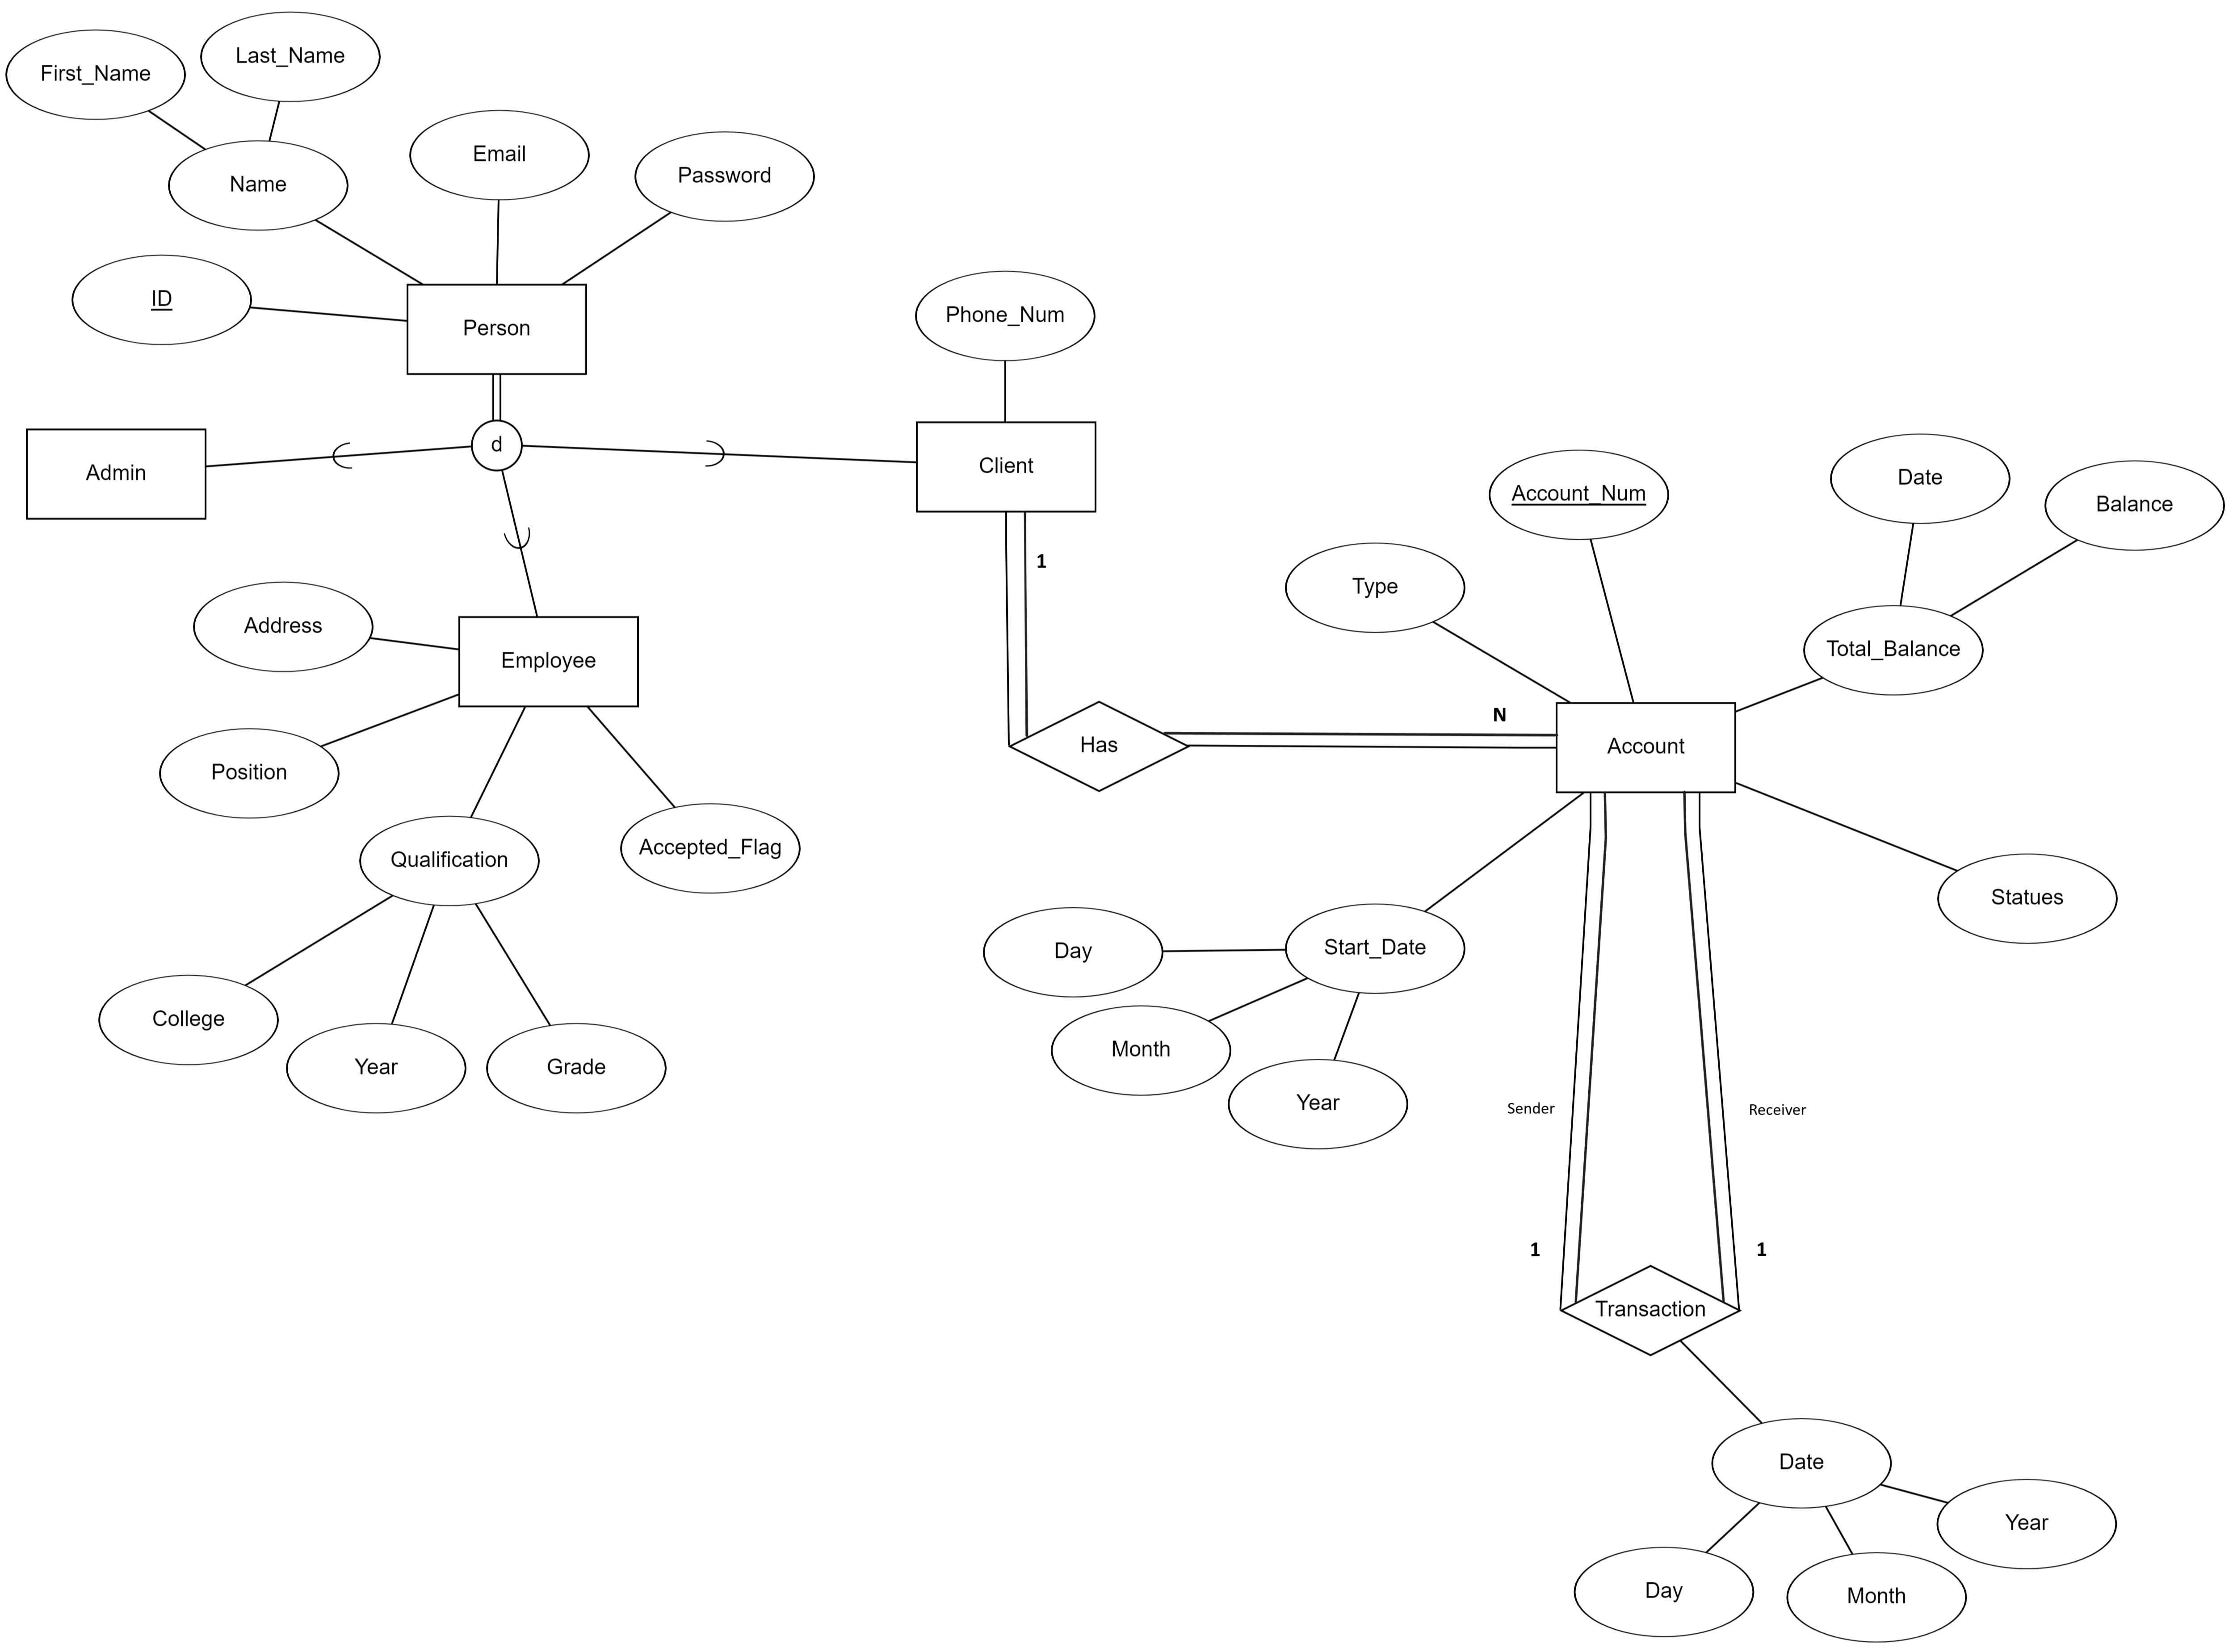 First_Name
Last_Name
Name
Email
Password
ID
Person
d
Admin
Phone_Num
Client
1
Address
Employee
Position
Qualification
Accepted_Flag
College
Year
Grade
Has
N
Account_Num
Type
Date
Balance
Total_Balance
Account
Statues
Start_Date
Day
Month
Year
Sender
Receiver
1
1
Transaction
Date
Day
Month
Year